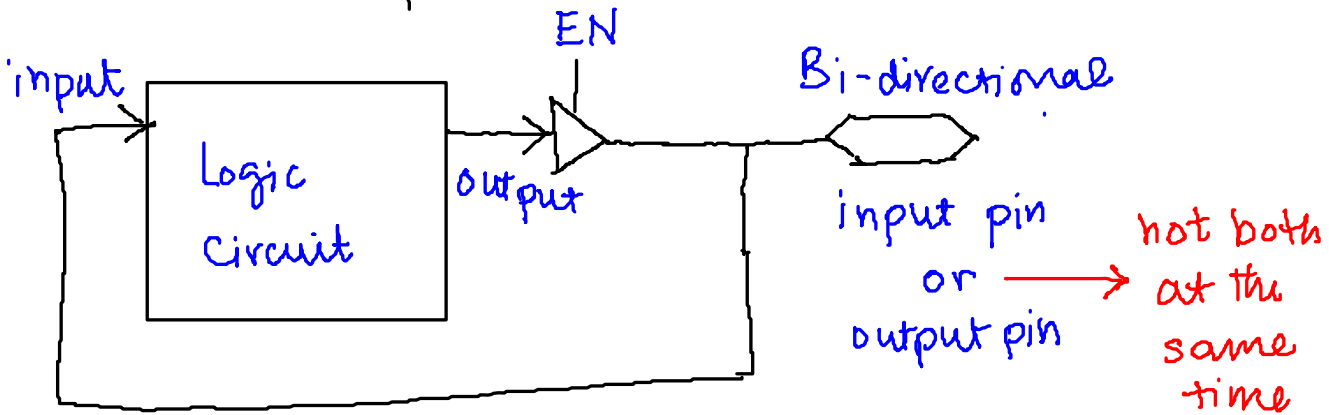 EN
input
Bi-directional
Logic
Circuit
output
input pin
or
output pin
not both
at the
same
time